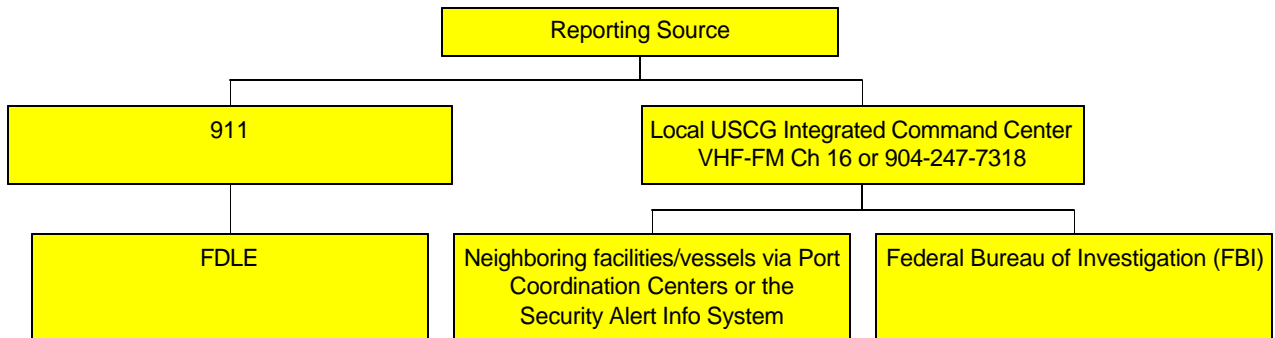 Reporting Source
911
Local USCG Integrated Command Center
VHF-FM Ch 16 or 904-247-7318
FDLE
Neighboring facilities/vessels via Port
Coordination Centers or the
Security Alert Info System
Federal Bureau of Investigation (FBI)